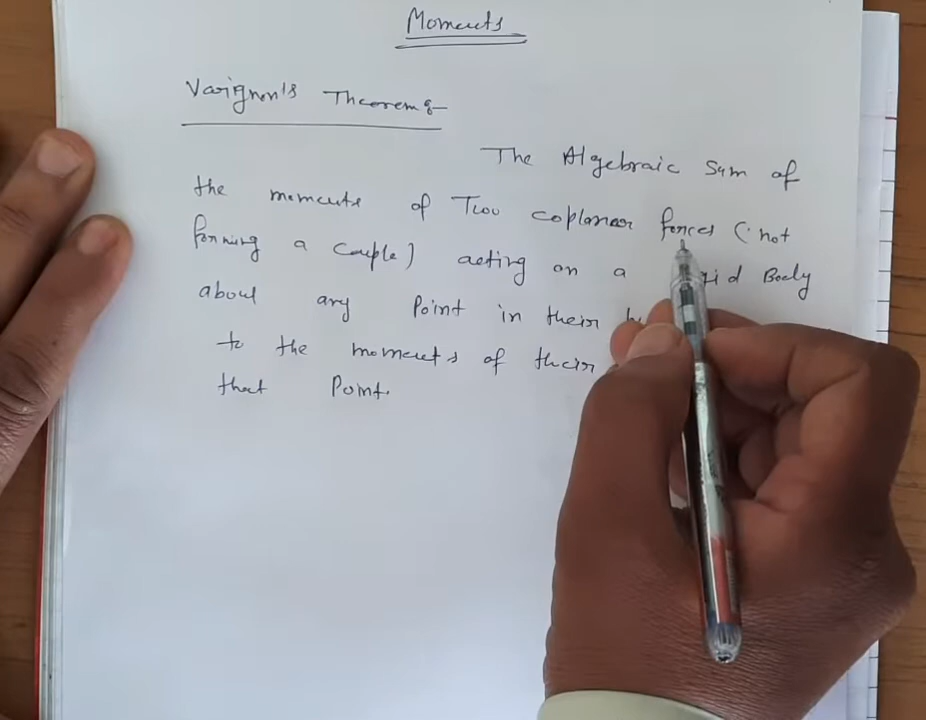 Moments
Varignon's Theorem :-
The Algebraic Sum of
the moments of Two coplanar forces (not
forming a couple) acting on a Body
about any Point in their
to the moments of their
that Point.